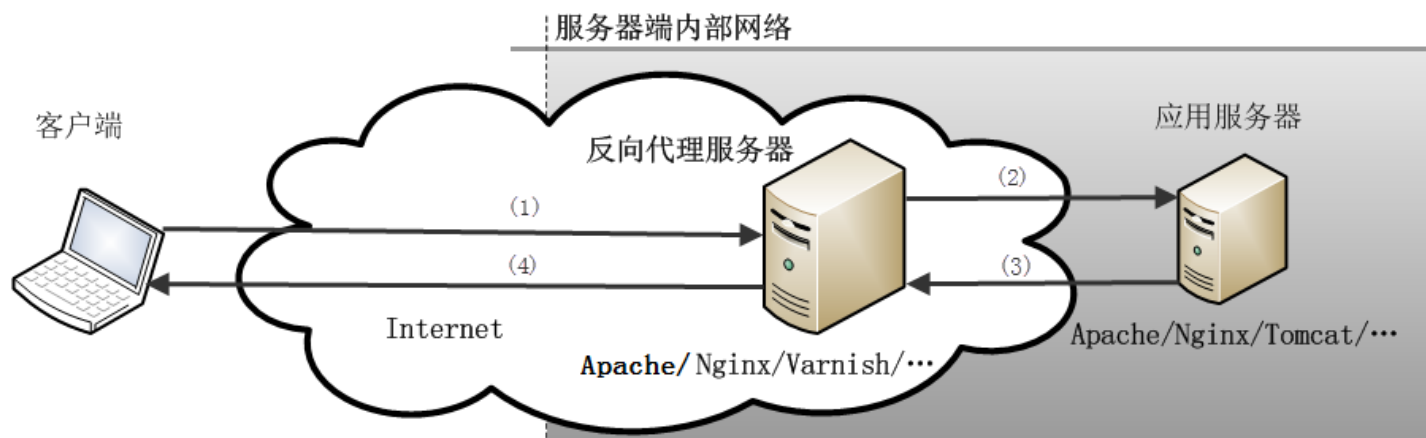 服务器端内部网络
客户端
应用服务器
反向代理服务器
(1)
(2)
(4)
(3)
Internet
Apache/Nginx/Tomcat/…
Apache/Nginx/Varnish/…